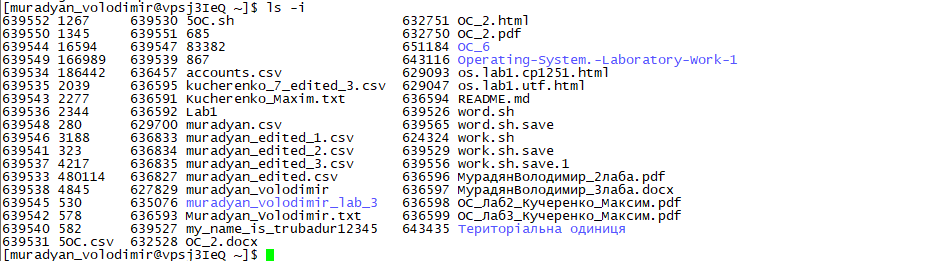 [muradyan_volodimir@vpsj3IeQ ~]$ ls -i
639552 1267 639530 5OC.sh 632751 OC_2.html
639550 1345 639551 685 632750 OC_2.pdf
639544 16594 639547 83382 651184 OC_6
639549 166989 639539 867 643116 Operating-System.-Laboratory-Work-1
639534 186442 636457 accounts.csv 629093 os.lab1.cp1251.html
639535 2039 636595 kucherenko_7_edited_3.csv 629047 os.lab1.utf.html
639543 2277 636591 Kucherenko_Maxim.txt 636594 README.md
639536 2344 636592 Lab1 639526 word.sh
639548 280 629700 muradyan.csv 639565 word.sh.save
639546 3188 636833 muradyan_edited_1.csv 624324 work.sh
639541 323 636834 muradyan_edited_2.csv 639529 work.sh.save
639537 4217 636835 muradyan_edited_3.csv 639556 work.sh.save.1
639533 480114 636827 muradyan_edited.csv 636596 МурадянВолодимир_2лаба.pdf
639538 4845 627829 muradyan_volodimir 636597 МурадянВолодимир_3лаба.docx
639545 530 635076 muradyan_volodimir_lab_3 636598 ОС_Лаб2_Кучеренко_Максим.pdf
639542 578 636593 Muradyan_Volodimir.txt 636599 ОС_Лаб3_Кучеренко_Максим.pdf
639540 582 639527 my_name_is_trubadur12345 643435 Територіальна одиниця
639531 5OC.csv 632528 OC_2.docx
[muradyan_volodimir@vpsj3IeQ ~]$